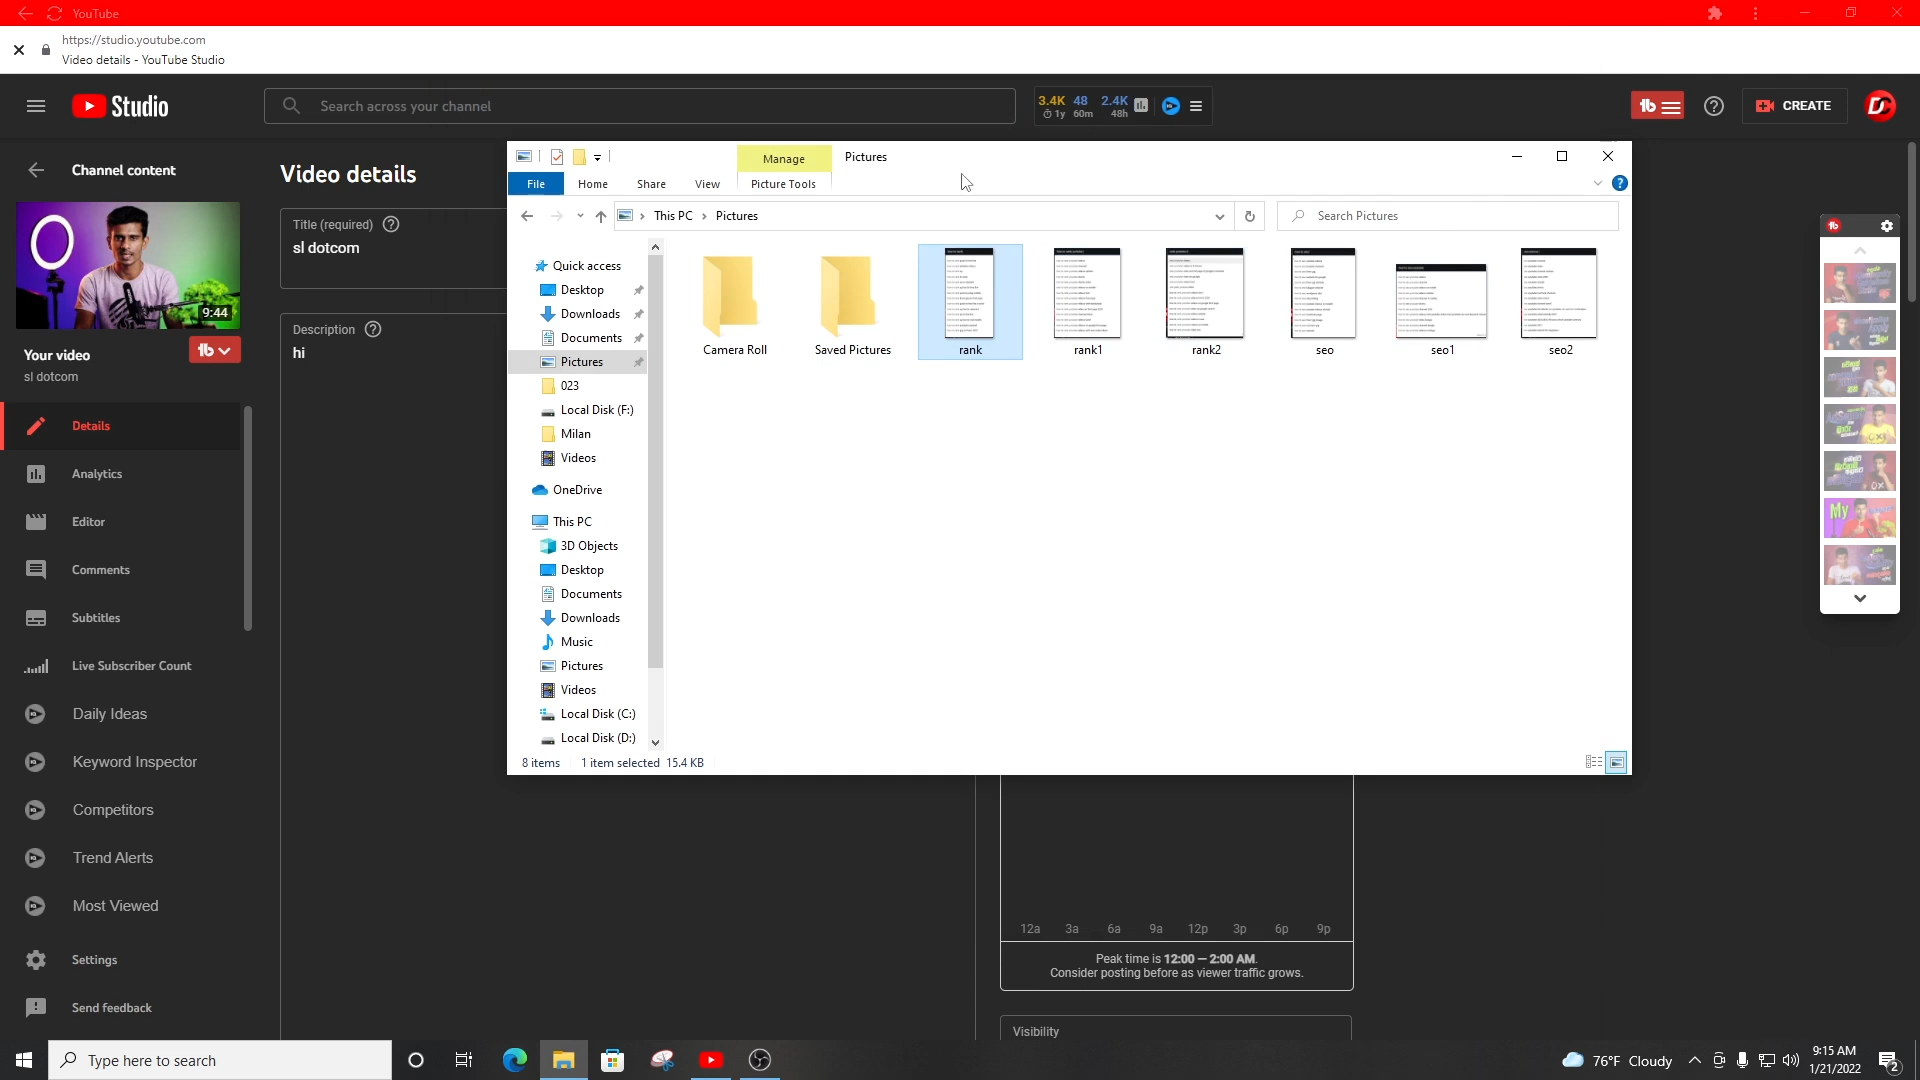 YouTube
https://studio.youtube.com
Video details - YouTube Studio
Studio
Search across your channel
3.4K 48 2.4K
1y 60m 48h
CREATE
Channel content
9:44
Your video
sl dotcom
Details
Analytics
Editor
Comments
Subtitles
Live Subscriber Count
Daily Ideas
Keyword Inspector
Competitors
Trend Alerts
Most Viewed
Settings
Send feedback
Video details
Title (required)
sl dotcom
Description
hi
Manage
Pictures
File
Home
Share
View
Picture Tools
This PC
Pictures
Search Pictures
Quick access
Desktop
Downloads
Documents
Pictures
023
Local Disk (F:)
Milan
Videos
OneDrive
This PC
3D Objects
Desktop
Documents
Downloads
Music
Pictures
Videos
Local Disk (C:)
Local Disk (D:)
Camera Roll
Saved Pictures
rank
rank1
rank2
seo
seo1
seo2
8 items
1 item selected 15.4 KB
My
12a 3a 6a 9a 12p 3p 6p 9p
Peak time is 12:00 — 2:00 AM.
Consider posting before as viewer traffic grows.
Visibility
Type here to search
76°F Cloudy
9:15 AM
1/21/2022
2